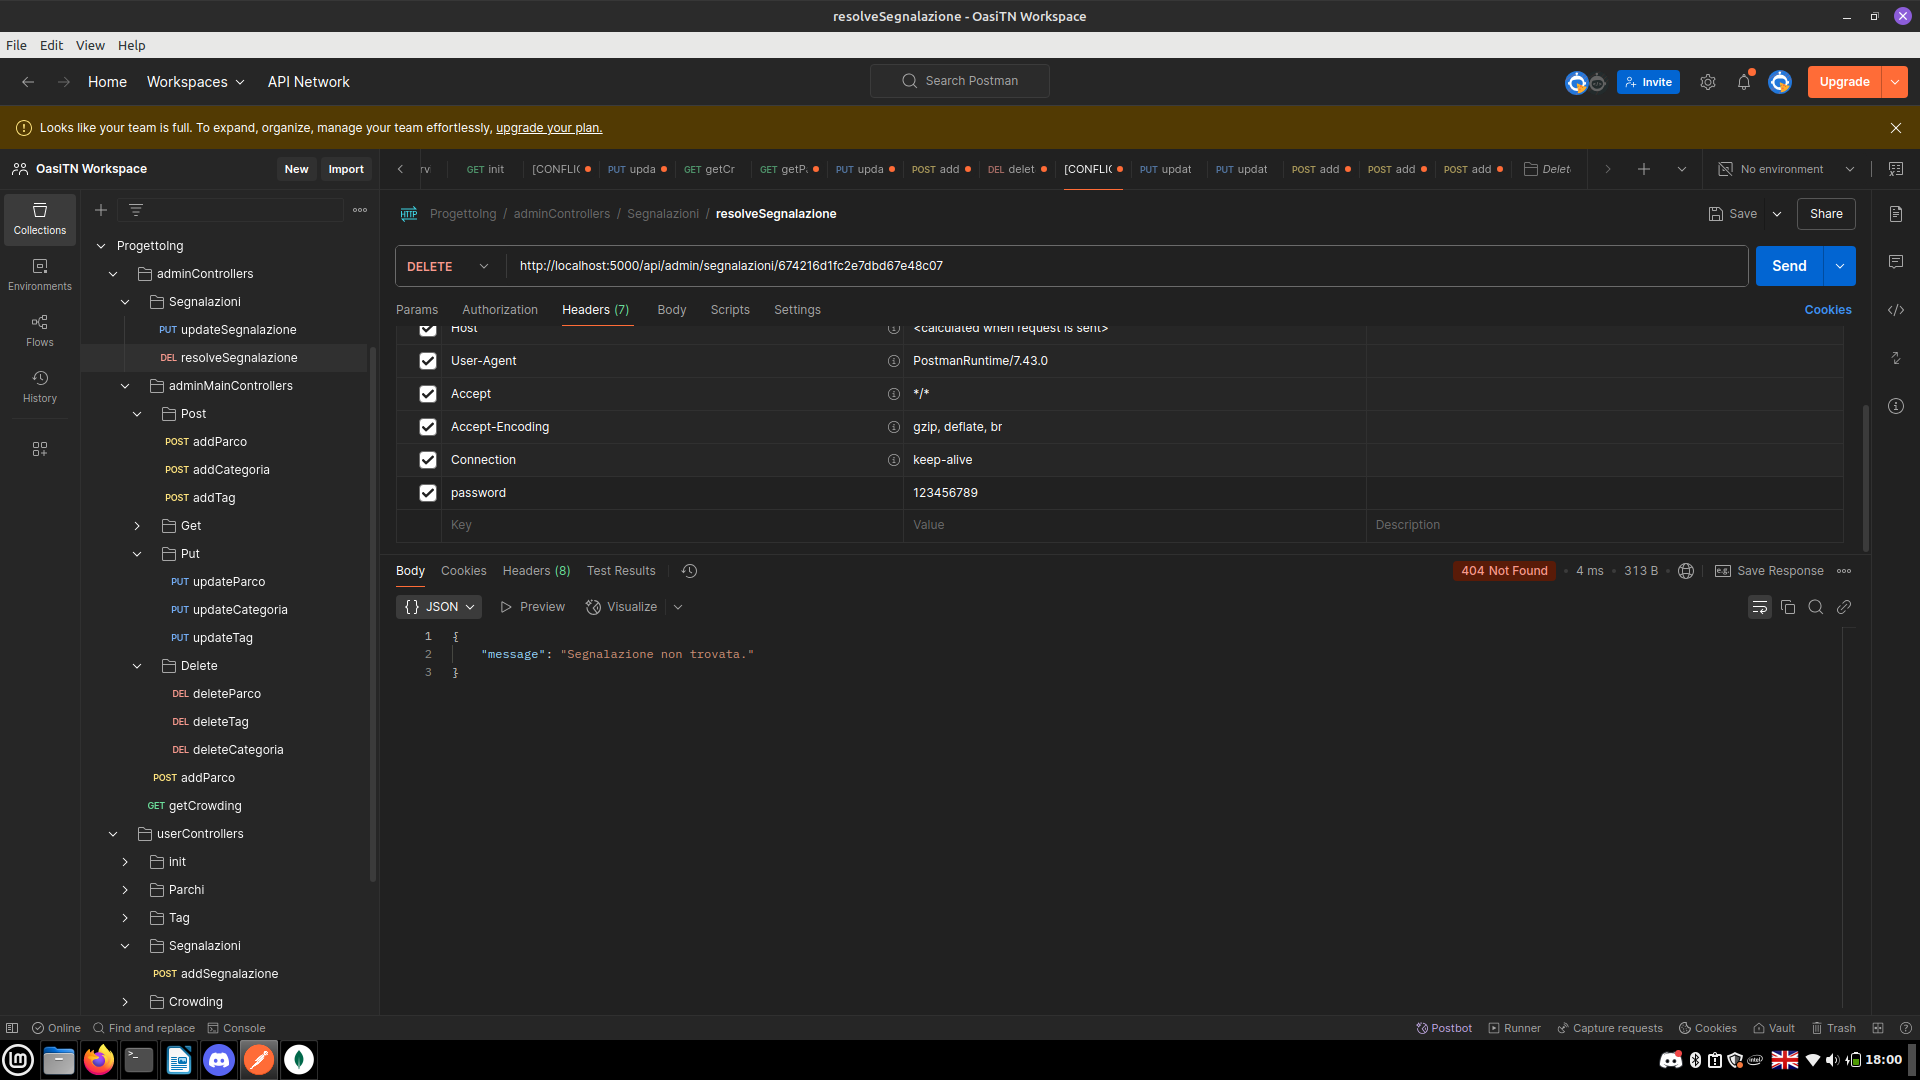 resolveSegnalazione - OasiTN Workspace
File Edit View Help
Home Workspaces API Network
Search Postman
Invite
Upgrade
Looks like your team is full. To expand, organize, manage your team effortlessly, upgrade your plan.
OasiTN Workspace
New Import
rv
GET init
[CONFLIC
PUT upda
GET getCr
GET getP
PUT upda
POST add
DEL delet
[CONFLIC
PUT updat
PUT updat
POST add
POST add
POST add
Delet
No environment
Collections
Environments
Flows
History
ProgettoIng
adminControllers
Segnalazioni
PUT updateSegnalazione
DEL resolveSegnalazione
adminMainControllers
Post
POST addParco
POST addCategoria
POST addTag
Get
Put
PUT updateParco
PUT updateCategoria
PUT updateTag
Delete
DEL deleteParco
DEL deleteTag
DEL deleteCategoria
POST addParco
GET getCrowding
userControllers
init
Parchi
Tag
Segnalazioni
POST addSegnalazione
Crowding
HTTP
ProgettoIng / adminControllers / Segnalazioni / resolveSegnalazione
Save
Share
DELETE
http://localhost:5000/api/admin/segnalazioni/674216d1fc2e7dbd67e48c07
Send
Params Authorization Headers (7) Body Scripts Settings
Cookies
Host <calculated when request is sent>
User-Agent PostmanRuntime/7.43.0
Accept */*
Accept-Encoding gzip, deflate, br
Connection keep-alive
password 123456789
Key Value Description
Body Cookies Headers (8) Test Results
404 Not Found • 4 ms • 313 B
e.g. Save Response
{} JSON Preview Visualize
1 {
2 "message": "Segnalazione non trovata."
3 }
Online Find and replace Console
Postbot Runner Capture requests Cookies Vault Trash
18:00